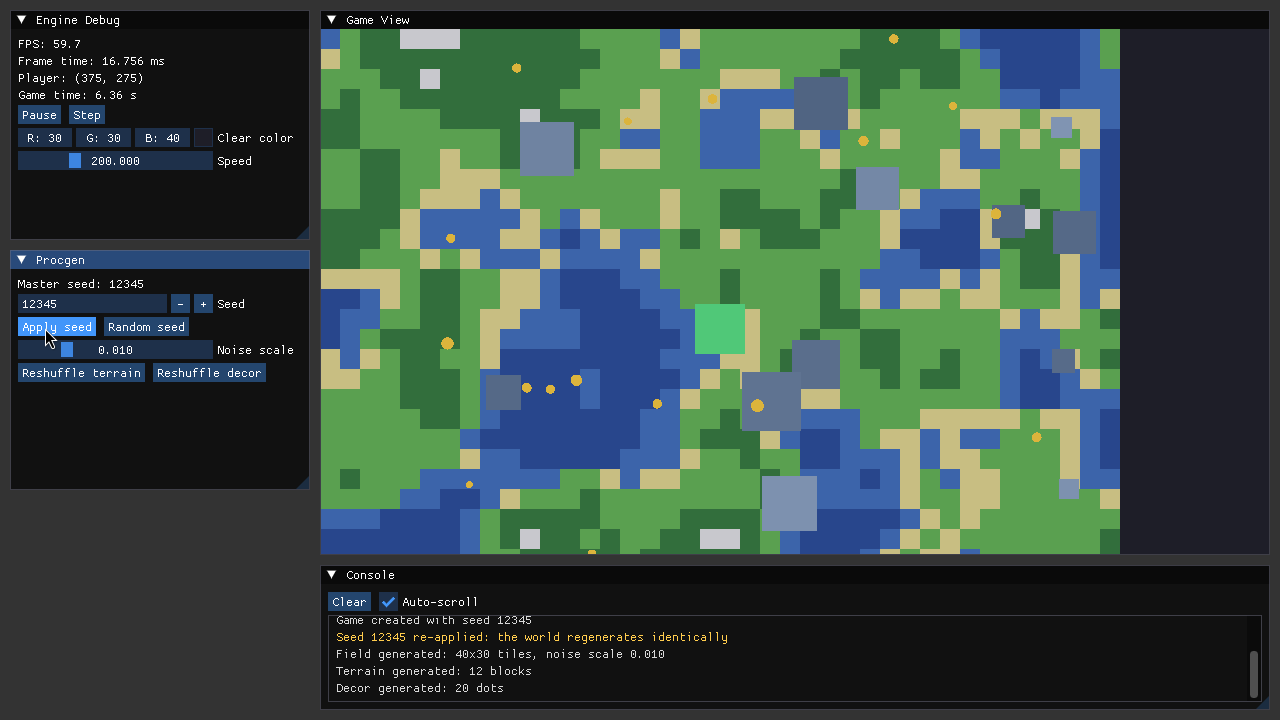 Engine Debug
FPS: 59.7
Frame time: 16.756 ms
Player: (375, 275)
Game time: 6.36 s
Pause Step
R: 30 G: 30 B: 40 Clear color
200.000 Speed
Procgen
Master seed: 12345
12345 - + Seed
Apply seed Random seed
0.010 Noise scale
Reshuffle terrain Reshuffle decor
Game View
Console
Clear Auto-scroll
Game created with seed 12345
Seed 12345 re-applied: the world regenerates identically
Field generated: 40x30 tiles, noise scale 0.010
Terrain generated: 12 blocks
Decor generated: 20 dots